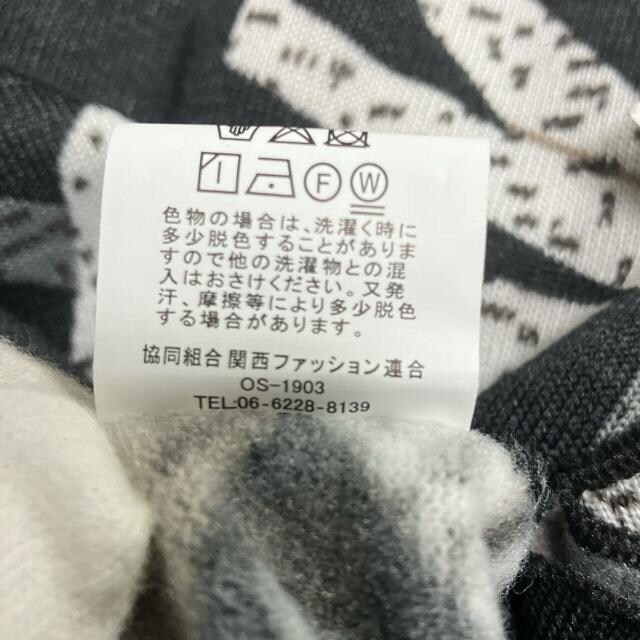 F W
色物の場合は、洗濯く時に
多少脱色することがありま
すので他の洗濯物との混
入はおさけください。又発
汗、摩擦等により多少脱色
する場合があります。
協同組合関西ファッション連合
OS-1903
TEL.06-6228-8139